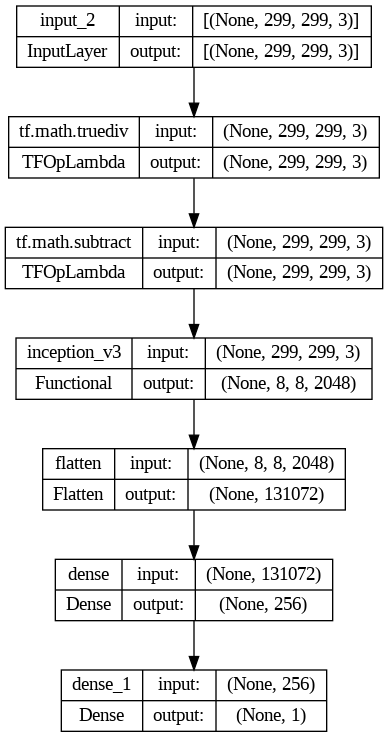 input_2 input: [(None, 299, 299, 3)]
InputLayer output: [(None, 299, 299, 3)]
tf.math.truediv input: (None, 299, 299, 3)
TFOpLambda output: (None, 299, 299, 3)
tf.math.subtract input: (None, 299, 299, 3)
TFOpLambda output: (None, 299, 299, 3)
inception_v3 input: (None, 299, 299, 3)
Functional output: (None, 8, 8, 2048)
flatten input: (None, 8, 8, 2048)
Flatten output: (None, 131072)
dense input: (None, 131072)
Dense output: (None, 256)
dense_1 input: (None, 256)
Dense output: (None, 1)